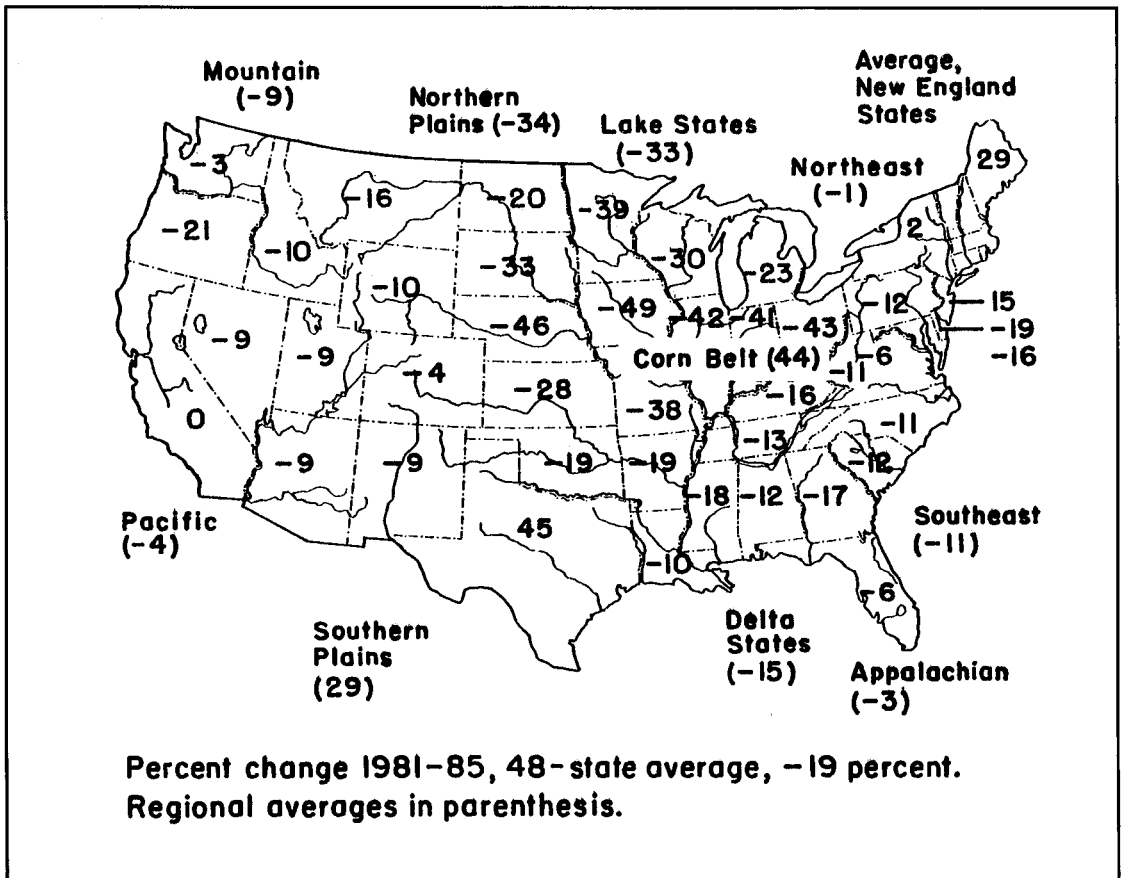 Mountain
(-9)
Northern
Plains (-34)
Lake States
(-33)
Average,
New England
States
Northeast
(-1)
29
-3
-16
-20
-39
2
-21
-10
-33
-30
-23
-10
-49
-12
15
-9
-46
-42
-41
-43
-19
-9
-6
-16
Corn Belt (44)
-4
-11
-28
-16
0
-38
-11
-13
-9
-9
-19
-19
-12
-18
-12
-17
45
Pacific
(-4)
Southeast
(-11)
-10
-6
Southern
Plains
(29)
Delta
States
(-15)
Appalachian
(-3)
Percent change 1981-85, 48-state average, -19 percent.
Regional averages in parenthesis.